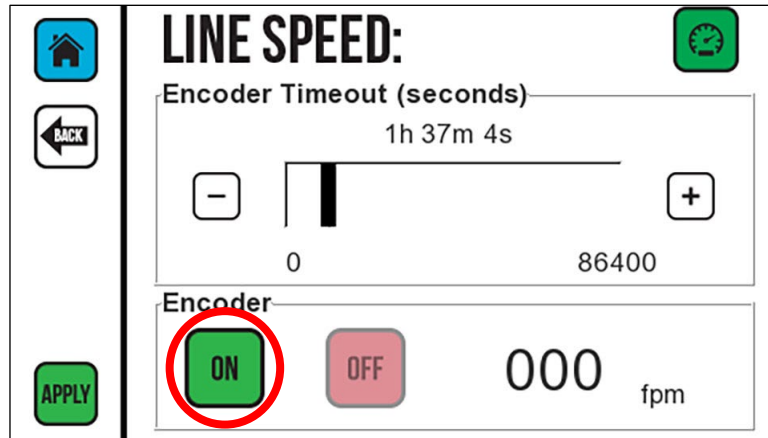 LINE SPEED:
Encoder Timeout (seconds)
BACK
1h 37m 4s
− +
0 86400
Encoder
ON OFF 000 fpm
APPLY